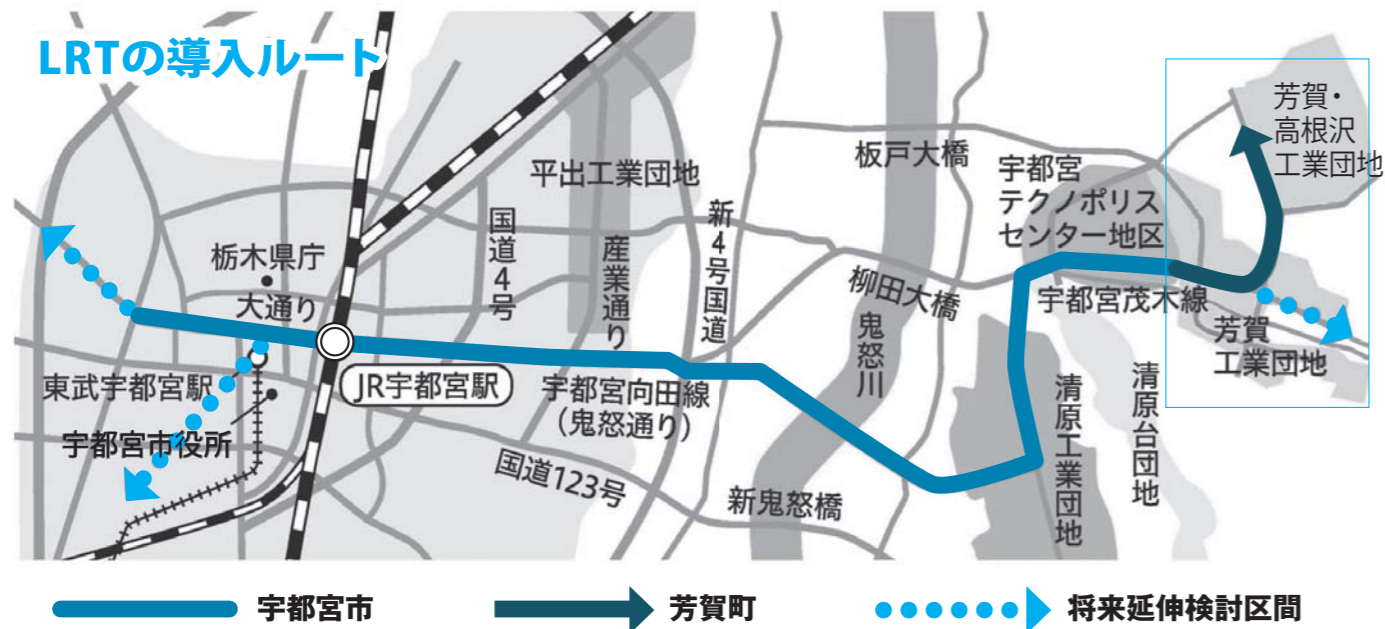 LRTの導入ルート
芳賀・
高根沢
工業団地
板戸大橋
宇都宮
テクノポリス
センター地区
平出工業団地
国道4号
産業通り
新4号国道
栃木県庁
大通り
柳田大橋
鬼怒川
宇都宮茂木線
芳賀
工業団地
東武宇都宮駅
JR宇都宮駅
宇都宮向田線
(鬼怒通り)
清原工業団地
清原台団地
宇都宮市役所
国道123号
新鬼怒橋
宇都宮市
芳賀町
将来延伸検討区間